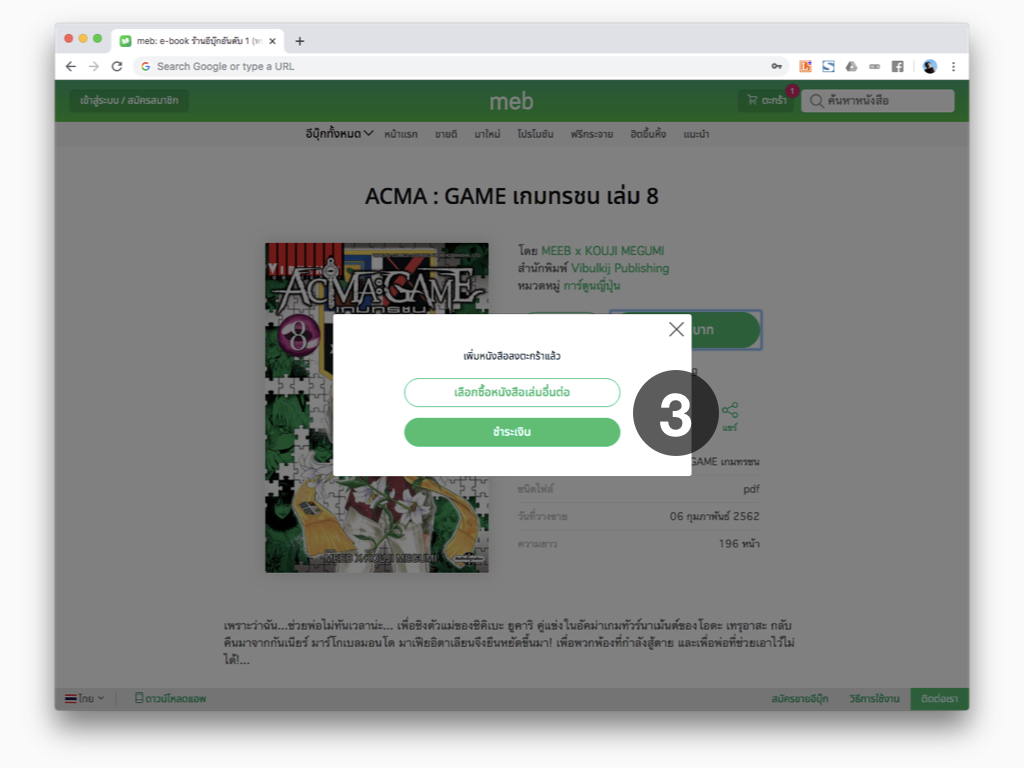 meb: e-book ร้านอีบุ๊กอันดับ 1
Search Google or type a URL
เข้าสู่ระบบ / สมัครสมาชิก
meb
ตะกร้า
1
ค้นหาหนังสือ
อีบุ๊กทั้งหมด หน้าแรก ขายดี มาใหม่ โปรโมชัน ฟรีกระจาย ฮิตขึ้นหิ้ง แนะนำ
ACMA : GAME เกมทรชน เล่ม 8
ACMA:GAME
เกมทรชน
8
MEEB X KOUJI MEGUMI
โดย MEEB x KOUJI MEGUMI
สำนักพิมพ์ Vibulkij Publishing
หมวดหมู่ การ์ตูนญี่ปุ่น
บาท
เพิ่มหนังสือลงตะกร้าแล้ว
เลือกซื้อหนังสือเล่มอื่นต่อ
ชำระเงิน
3
แชร์
GAME เกมทรชน
ชนิดไฟล์ pdf
วันที่วางขาย 06 กุมภาพันธ์ 2562
ความยาว 196 หน้า
เพราะว่าฉัน...ช่วยพ่อไม่ทันเวลาน่ะ... เพื่อชิงตัวแม่ของชิคิเบะ ยูคาริ คู่แข่งในอัคม่าเกมทัวร์นาเม้นต์ของโอดะ เทรุอาสะ กลับ
คืนมาจากกันเนียร์ มาร์โกเบลมอนโด มาเฟียอิตาเลียนจึงยืนหยัดขึ้นมา! เพื่อพวกพ้องที่กำลังสู้ตาย และเพื่อพ่อที่ช่วยเอาไว้ไม่
ได้!...
ไทย ดาวน์โหลดแอพ
สมัครขายอีบุ๊ก วิธีการใช้งาน ติดต่อเรา